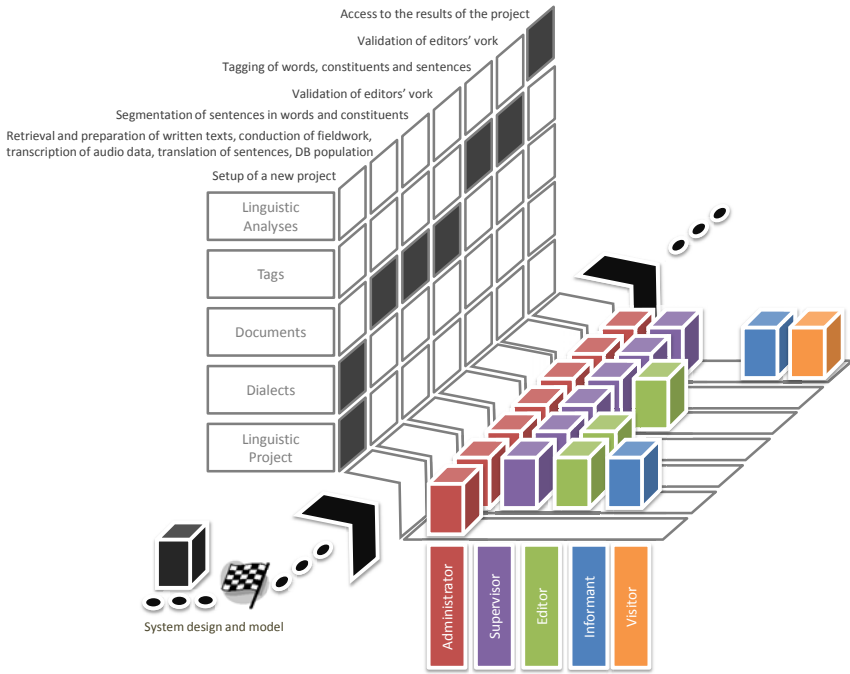 Access to the results of the project
Validation of editors' vork
Tagging of words, constituents and sentences
Validation of editors' vork
Segmentation of sentences in words and constituents
Retrieval and preparation of written texts, conduction of fieldwork,
transcription of audio data, translation of sentences, DB population
Setup of a new project
Linguistic
Analyses
Tags
Documents
Dialects
Linguistic
Project
System design and model
Administrator
Supervisor
Editor
Informant
Visitor